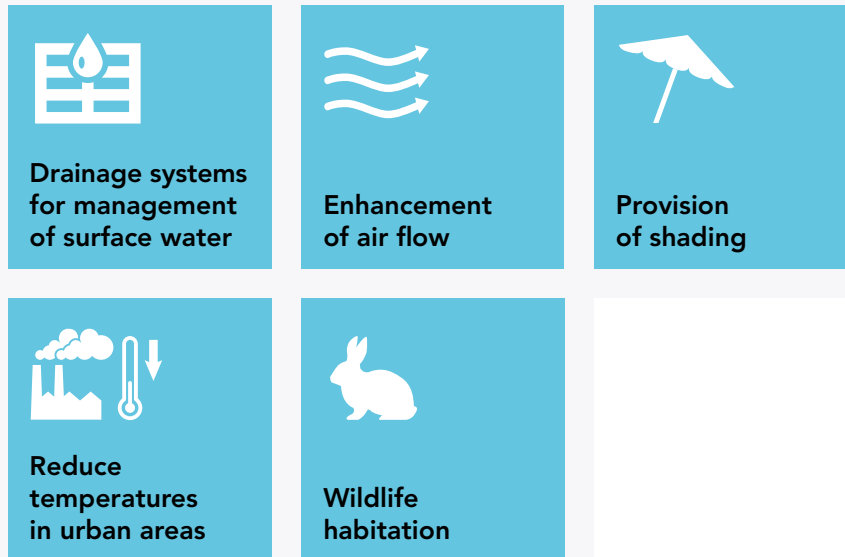 Drainage systems
for management
of surface water
Enhancement
of air flow
Provision
of shading
Reduce
temperatures
in urban areas
Wildlife
habitation